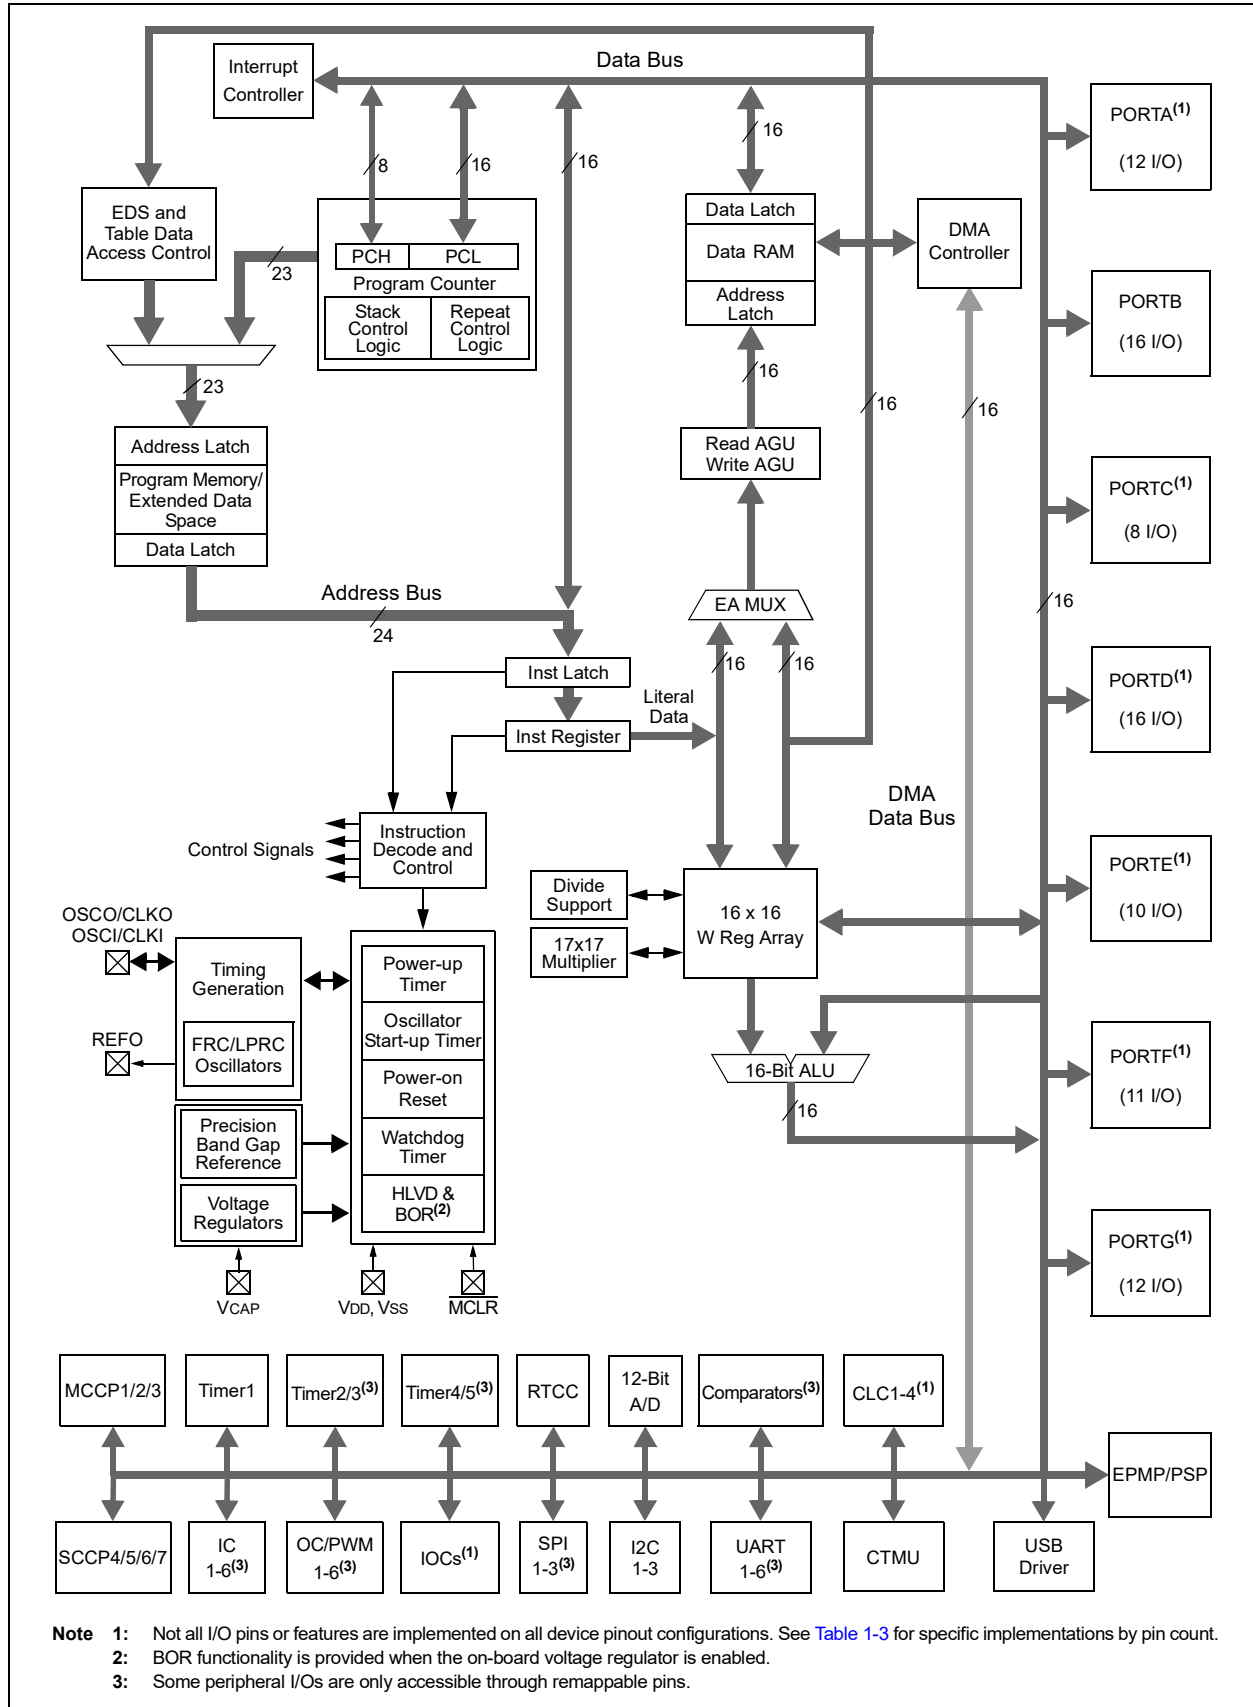 Data Bus
Interrupt
Controller
16
8
16
16
PORTA(1)
(12 I/O)
EDS and
Table Data
Access Control
23
PCH
PCL
Program Counter
Stack
Control
Logic
Repeat
Control
Logic
Data Latch
Data RAM
Address
Latch
DMA
Controller
PORTB
(16 I/O)
23
16
16
16
Address Latch
Program Memory/
Extended Data
Space
Data Latch
Read AGU
Write AGU
PORTC(1)
(8 I/O)
Address Bus
24
EA MUX
16
16
16
Inst Latch
Inst Register
Literal
Data
PORTD(1)
(16 I/O)
DMA
Data Bus
Control Signals
Instruction
Decode and
Control
Divide
Support
17x17
Multiplier
16 x 16
W Reg Array
PORTE(1)
(10 I/O)
OSCO/CLKO
OSCI/CLKI
Timing
Generation
REFO
FRC/LPRC
Oscillators
Precision
Band Gap
Reference
Voltage
Regulators
Power-up
Timer
Oscillator
Start-up Timer
Power-on
Reset
Watchdog
Timer
HLVD &
BOR(2)
16-Bit ALU
16
PORTF(1)
(11 I/O)
PORTG(1)
(12 I/O)
VCAP
VDD, VSS
MCLR
MCCP1/2/3
Timer1
Timer2/3(3)
Timer4/5(3)
RTCC
12-Bit
A/D
Comparators(3)
CLC1-4(1)
EPMP/PSP
SCCP4/5/6/7
IC
1-6(3)
OC/PWM
1-6(3)
IOCs(1)
SPI
1-3(3)
I2C
1-3
UART
1-6(3)
CTMU
USB
Driver
Note 1: Not all I/O pins or features are implemented on all device pinout configurations. See Table 1-3 for specific implementations by pin count.
2: BOR functionality is provided when the on-board voltage regulator is enabled.
3: Some peripheral I/Os are only accessible through remappable pins.